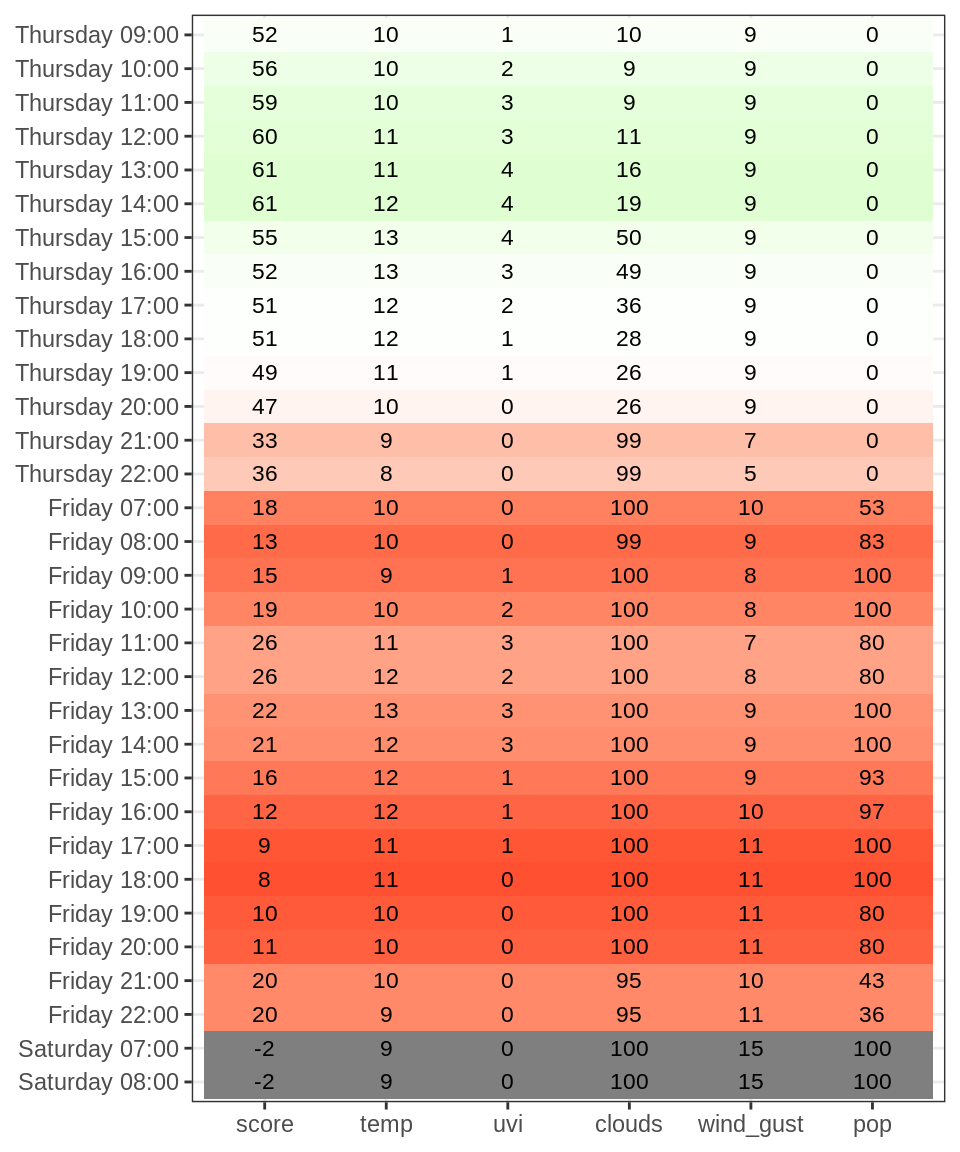 Thursday 09:00 52 10 1 10 9 0
Thursday 10:00 56 10 2 9 9 0
Thursday 11:00 59 10 3 9 9 0
Thursday 12:00 60 11 3 11 9 0
Thursday 13:00 61 11 4 16 9 0
Thursday 14:00 61 12 4 19 9 0
Thursday 15:00 55 13 4 50 9 0
Thursday 16:00 52 13 3 49 9 0
Thursday 17:00 51 12 2 36 9 0
Thursday 18:00 51 12 1 28 9 0
Thursday 19:00 49 11 1 26 9 0
Thursday 20:00 47 10 0 26 9 0
Thursday 21:00 33 9 0 99 7 0
Thursday 22:00 36 8 0 99 5 0
Friday 07:00 18 10 0 100 10 53
Friday 08:00 13 10 0 99 9 83
Friday 09:00 15 9 1 100 8 100
Friday 10:00 19 10 2 100 8 100
Friday 11:00 26 11 3 100 7 80
Friday 12:00 26 12 2 100 8 80
Friday 13:00 22 13 3 100 9 100
Friday 14:00 21 12 3 100 9 100
Friday 15:00 16 12 1 100 9 93
Friday 16:00 12 12 1 100 10 97
Friday 17:00 9 11 1 100 11 100
Friday 18:00 8 11 0 100 11 100
Friday 19:00 10 10 0 100 11 80
Friday 20:00 11 10 0 100 11 80
Friday 21:00 20 10 0 95 10 43
Friday 22:00 20 9 0 95 11 36
Saturday 07:00 -2 9 0 100 15 100
Saturday 08:00 -2 9 0 100 15 100
score temp uvi clouds wind_gust pop